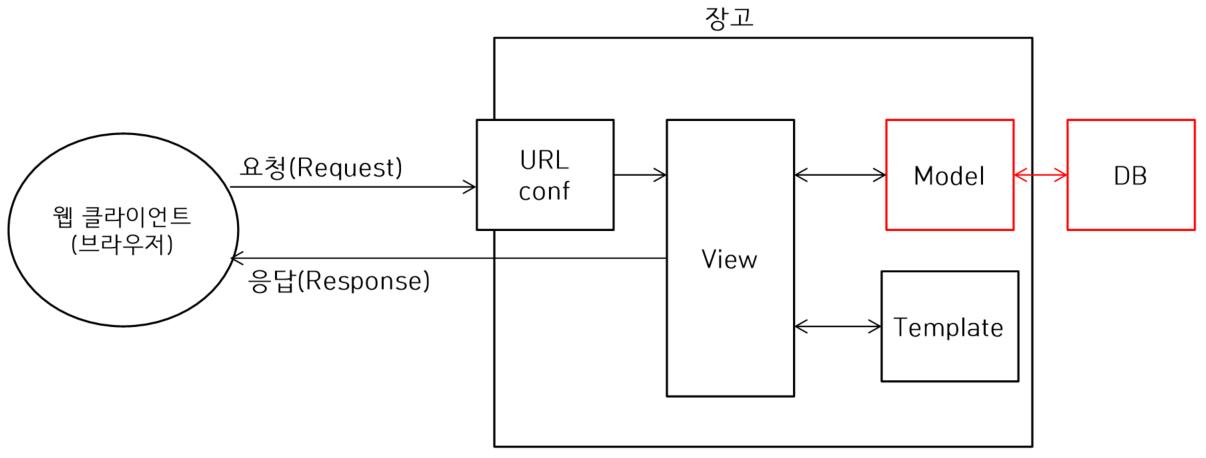 장고
요청(Request)
URL
conf
웹 클라이언트
(브라우저)
응답(Response)
View
Model
DB
Template